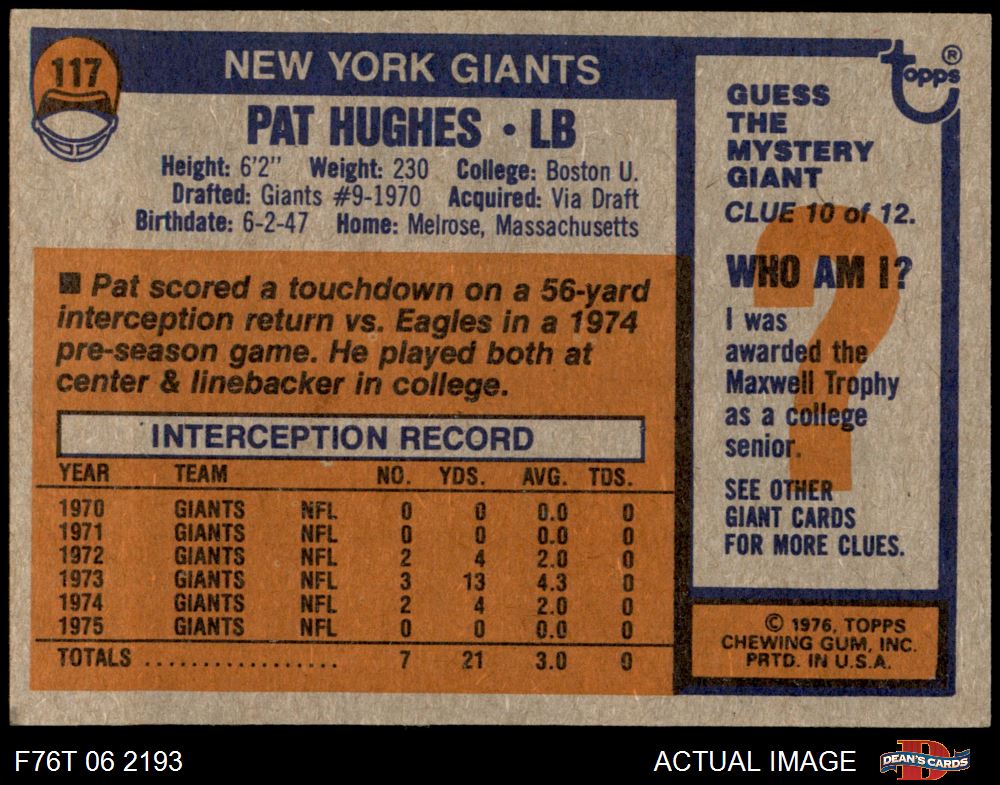 117
NEW YORK GIANTS
PAT HUGHES • LB
Height: 6'2" Weight: 230 College: Boston U.
Drafted: Giants #9-1970 Acquired: Via Draft
Birthdate: 6-2-47 Home: Melrose, Massachusetts
■ Pat scored a touchdown on a 56-yard
interception return vs. Eagles in a 1974
pre-season game. He played both at
center & linebacker in college.
INTERCEPTION RECORD
YEAR TEAM NO. YDS. AVG. TDS.
1970 GIANTS NFL 0 0 0.0 0
1971 GIANTS NFL 0 0 0.0 0
1972 GIANTS NFL 2 4 2.0 0
1973 GIANTS NFL 3 13 4.3 0
1974 GIANTS NFL 2 4 2.0 0
1975 GIANTS NFL 0 0 0.0 0
TOTALS ................. 7 21 3.0 0
topps®
GUESS
THE
MYSTERY
GIANT
CLUE 10 of 12.
?
WHO AM I?
I was
awarded the
Maxwell Trophy
as a college
senior.
SEE OTHER
GIANT CARDS
FOR MORE CLUES.
© 1976, TOPPS
CHEWING GUM, INC.
PRTD. IN U.S.A.
F76T 06 2193
ACTUAL IMAGE
D
DEAN'S CARDS